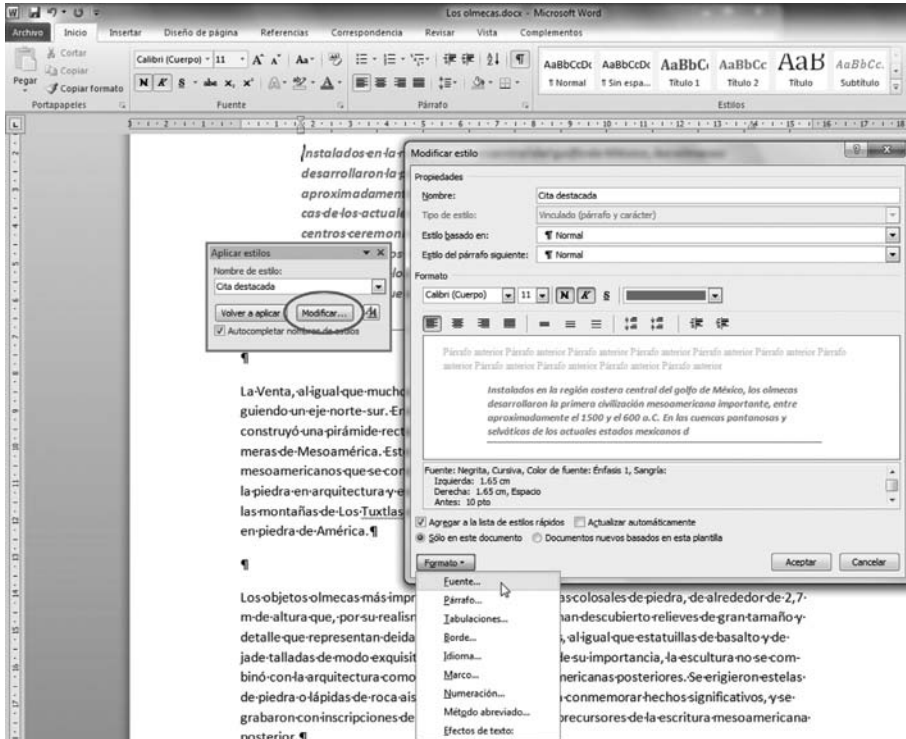 Los olmecas.docx - Microsoft Word
Archivo Inicio Insertar Diseño de página Referencias Correspondencia Revisar Vista Complementos
Cortar
Copiar
Copiar formato
Pegar
Portapapeles
Calibri (Cuerpo) 11
N K S abc x, x²
Fuente
Párrafo
AaBbCcDc AaBbCcDc AaBbC AaBbCc AaB AaBbCc.
¶ Normal ¶ Sin espa... Título 1 Título 2 Título Subtítulo
Estilos
Instalados·en·la·r
desarrollaron·la·p
aproximadament
cas·de·los·actuale
centros·ceremoni
Aplicar estilos
Nombre de estilo:
Cita destacada
Volver a aplicar Modificar...
Autocompletar nombres de estilos
¶
La·Venta,·al·igual·que·mucho
guiendo·un·eje·norte-sur.·En
construyó·una·pirámide·rect
meras·de·Mesoamérica.·Est
mesoamericanos·que·se·con
la·piedra·en·arquitectura·y·e
las·montañas·de·Los·Tuxtlas
en·piedra·de·América.¶
¶
Los·objetos·olmecas·más·impr
m·de·altura·que,·por·su·realisn
detalle·que·representan·deida
jade·talladas·de·modo·exquisit
binó·con·la·arquitectura·como
de·piedra·o·lápidas·de·roca·ais
grabaron·con·inscripciones·de
posterior.¶
as·colosales·de·piedra,·de·alrededor·de·2,7·
han·descubierto·relieves·de·gran·tamaño·y·
s,·al·igual·que·estatuillas·de·basalto·y·de·
de·su·importancia,·la·escultura·no·se·com-
mericanas·posteriores.·Se·erigieron·estelas·
conmemorar·hechos·significativos,·y·se·
precursores·de·la·escritura·mesoamericana·
Modificar estilo
Propiedades
Nombre: Cita destacada
Tipo de estilo: Vinculado (párrafo y carácter)
Estilo basado en: ¶ Normal
Estilo del párrafo siguiente: ¶ Normal
Formato
Calibri (Cuerpo) 11 N K S
Párrafo anterior Párrafo anterior Párrafo anterior Párrafo anterior Párrafo anterior Párrafo anterior Párrafo
anterior Párrafo anterior Párrafo anterior Párrafo anterior Párrafo anterior
Instalados en la región costera central del golfo de México, los olmecas
desarrollaron la primera civilización mesoamericana importante, entre
aproximadamente el 1500 y el 600 a.C. En las cuencas pantanosas y
selváticas de los actuales estados mexicanos d
Fuente: Negrita, Cursiva, Color de fuente: Énfasis 1, Sangría:
Izquierda: 1.65 cm
Derecha: 1.65 cm, Espacio
Antes: 10 pto
Agregar a la lista de estilos rápidos Actualizar automáticamente
Sólo en este documento Documentos nuevos basados en esta plantilla
Formato Aceptar Cancelar
Fuente...
Párrafo...
Tabulaciones...
Borde...
Idioma...
Marco...
Numeración...
Método abreviado...
Efectos de texto: